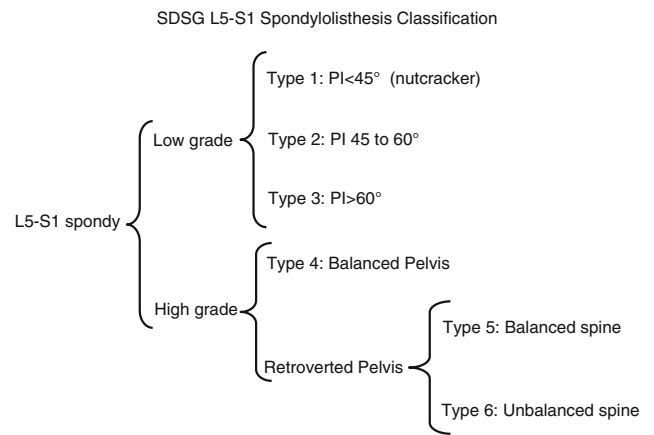 SDSG L5-S1 Spondylolisthesis Classification
Type 1: PI<45° (nutcracker)
Low grade
Type 2: PI 45 to 60°
Type 3: PI>60°
L5-S1 spondy
Type 4: Balanced Pelvis
High grade
Type 5: Balanced spine
Retroverted Pelvis
Type 6: Unbalanced spine